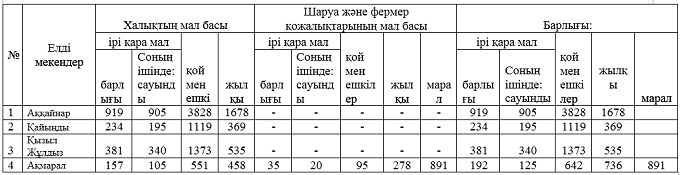 № Елді мекендер Халықтың мал басы Шаруа және фермер қожалықтарының мал басы Барлығы:
ірі қара мал қой мен ешкі жылқы ірі қара мал қой мен ешкілер жылқы марал ірі қара мал қой мен ешкілер жылқы марал
барлығы Соның ішінде: сауынды барлығы Соның ішінде: сауынды барлығы Соның ішінде: сауынды
1 Аққайнар 919 905 3828 1678 - - - - - 919 905 3828 1678
2 Қайыңды 234 195 1119 369 - - - - - 234 195 1119 369
3 Қызыл Жұлдыз 381 340 1373 535 - - - - - 381 340 1373 535
4 Ақмарал 157 105 551 458 35 20 95 278 891 192 125 642 736 891